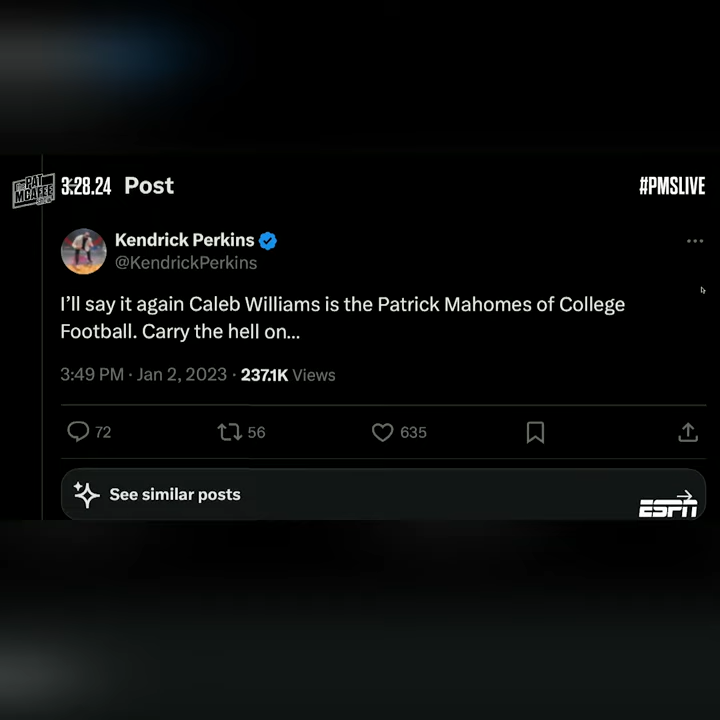 THE PAT MCAFEE SHOW
3.28.24 Post
#PMSLIVE
Kendrick Perkins
@KendrickPerkins
I’ll say it again Caleb Williams is the Patrick Mahomes of College
Football. Carry the hell on...
3:49 PM · Jan 2, 2023 · 237.1K Views
72 56 635
See similar posts
ESPN